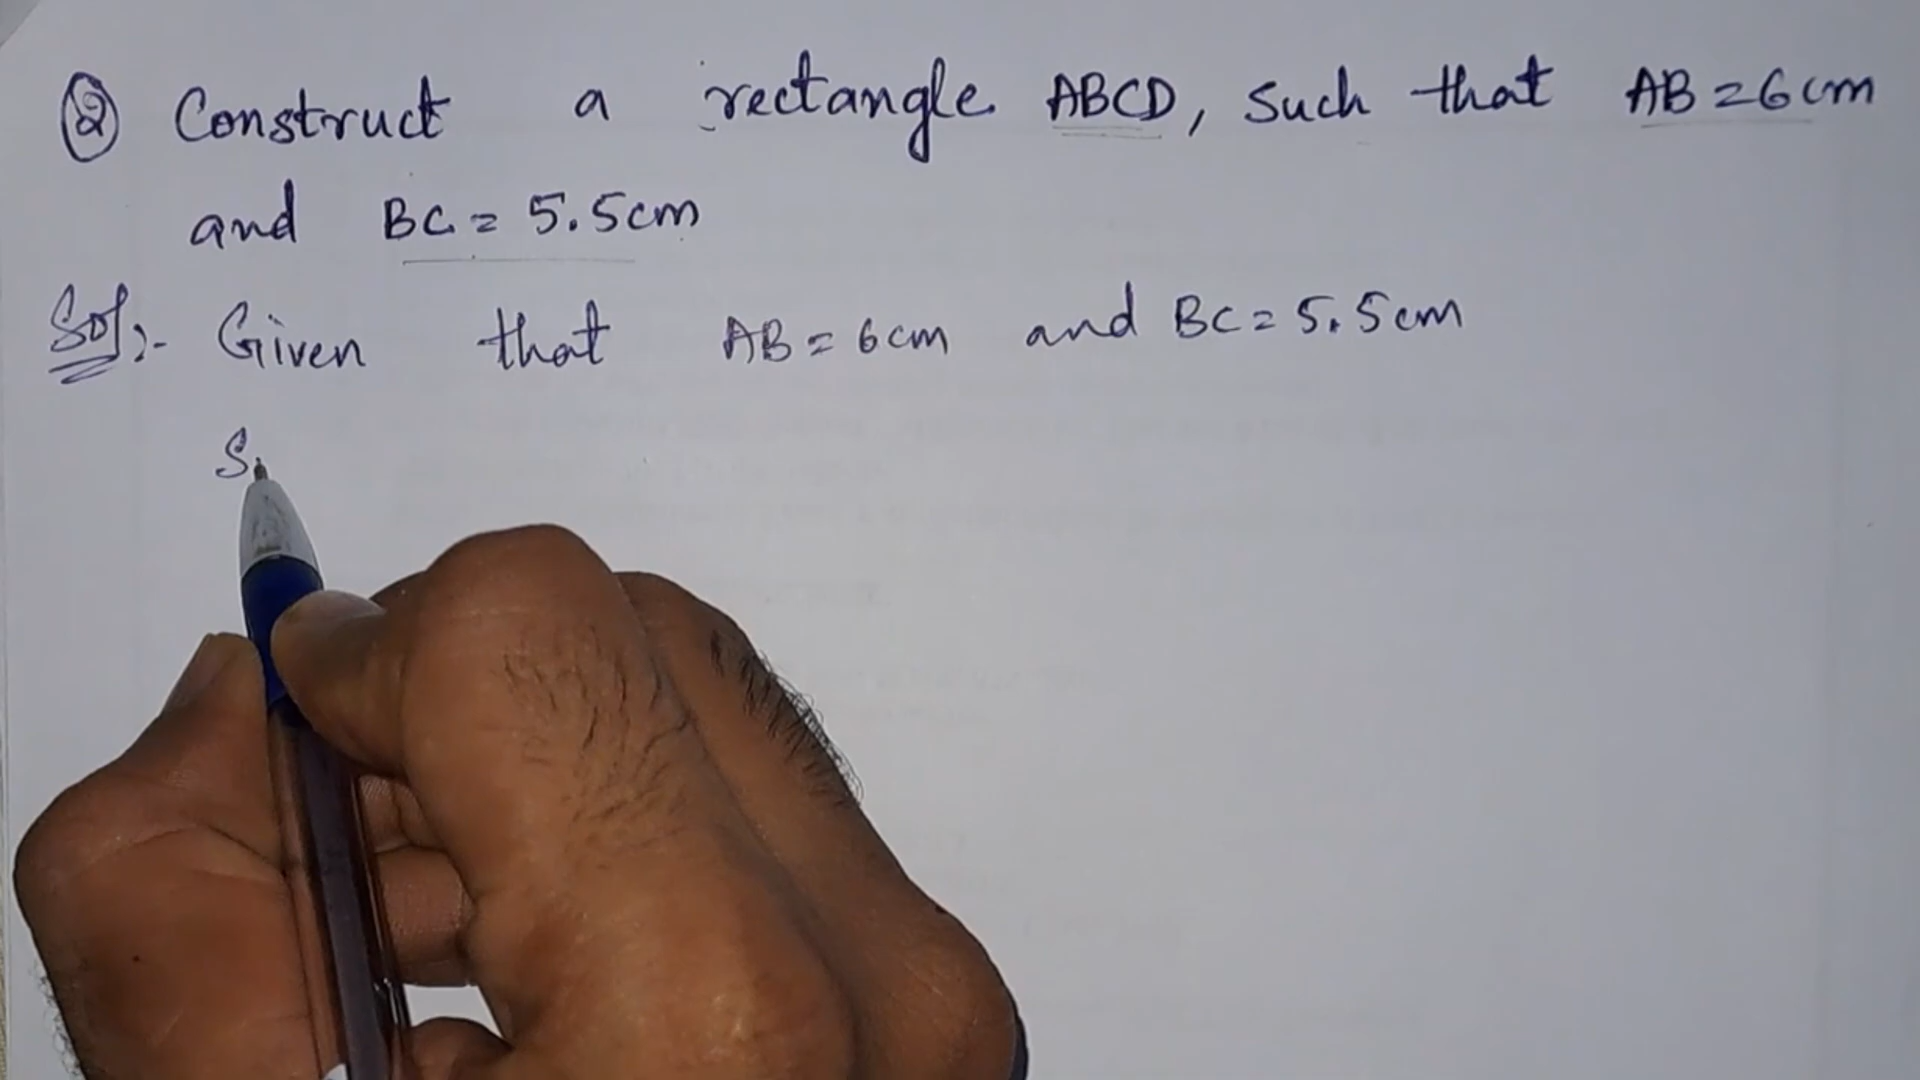 ② Construct a rectangle ABCD, such that AB = 6cm
and BC = 5.5cm
Sol:- Given that AB = 6cm and BC = 5.5cm
S